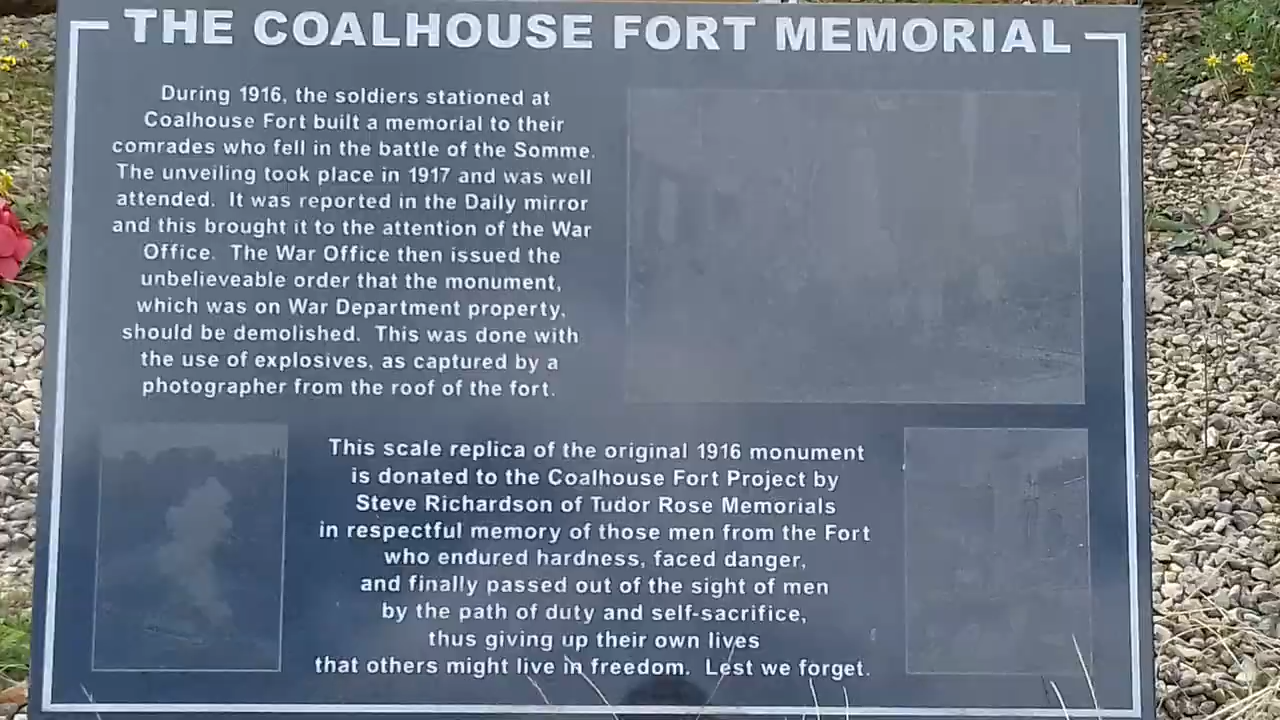 THE COALHOUSE FORT MEMORIAL
During 1916, the soldiers stationed at
Coalhouse Fort built a memorial to their
comrades who fell in the battle of the Somme.
The unveiling took place in 1917 and was well
attended. It was reported in the Daily mirror
and this brought it to the attention of the War
Office. The War Office then issued the
unbelieveable order that the monument,
which was on War Department property,
should be demolished. This was done with
the use of explosives, as captured by a
photographer from the roof of the fort.
This scale replica of the original 1916 monument
is donated to the Coalhouse Fort Project by
Steve Richardson of Tudor Rose Memorials
in respectful memory of those men from the Fort
who endured hardness, faced danger,
and finally passed out of the sight of men
by the path of duty and self-sacrifice,
thus giving up their own lives
that others might live in freedom. Lest we forget.